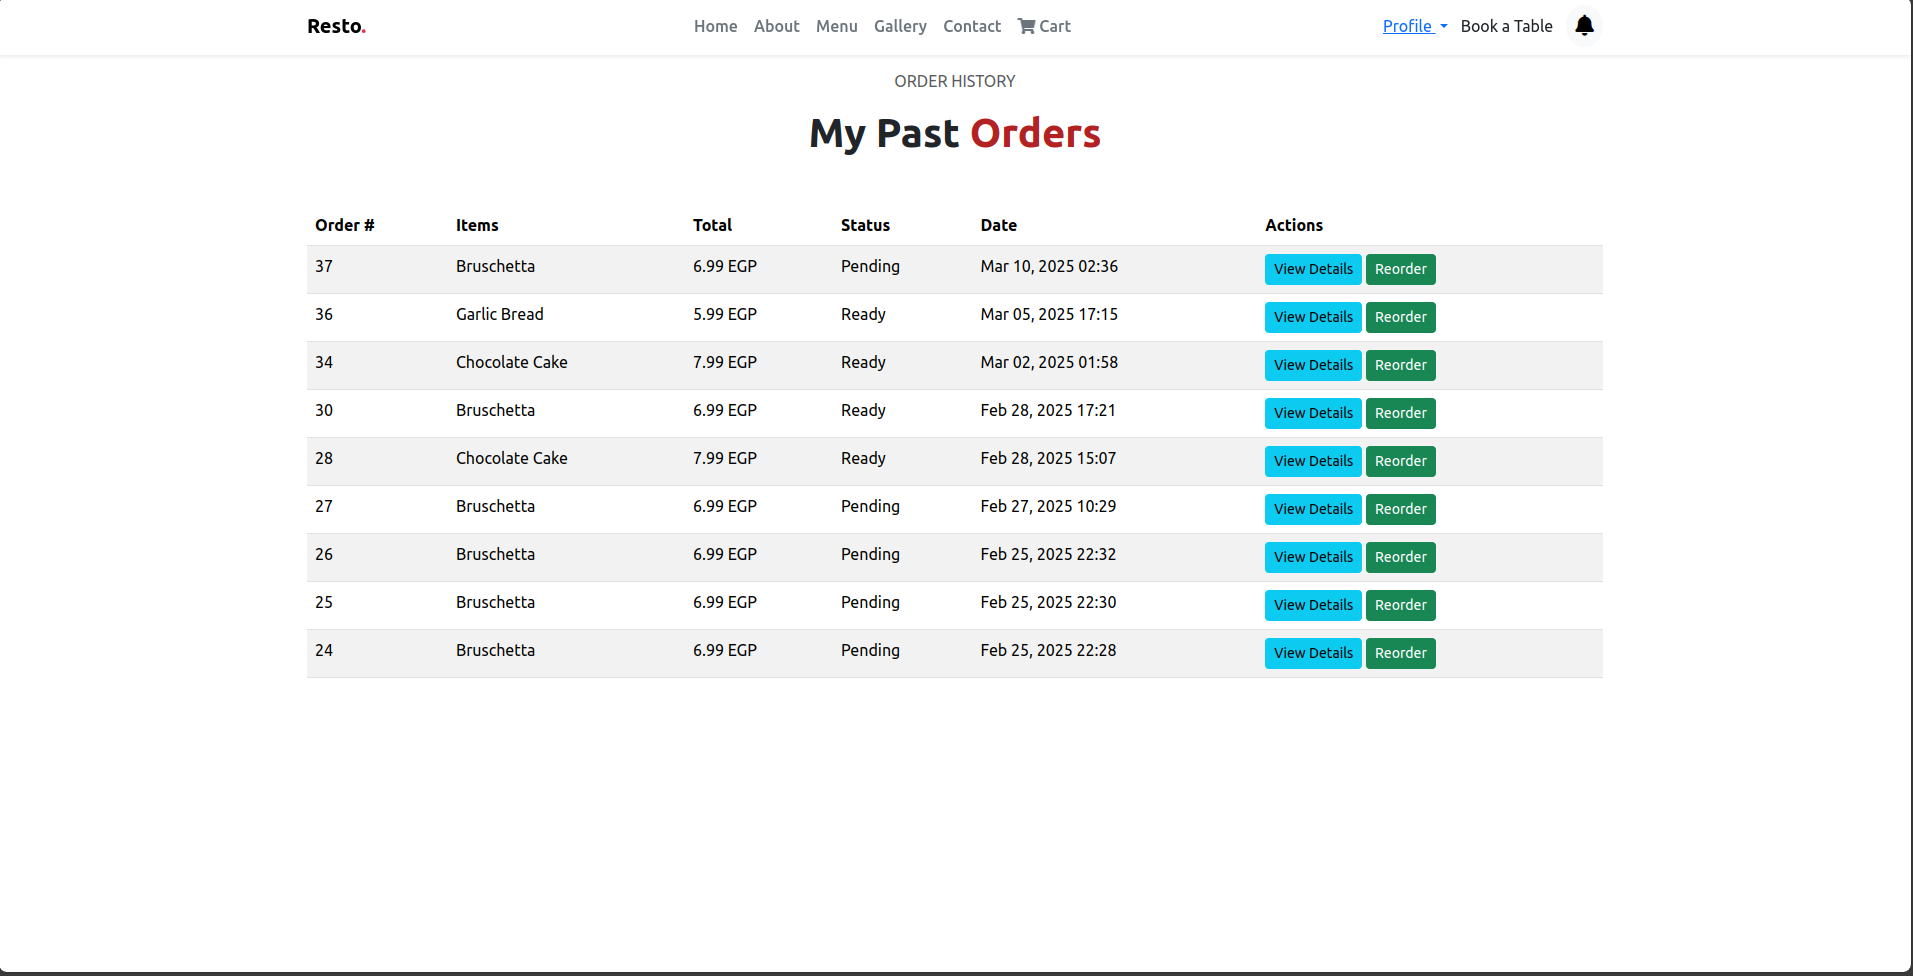 Resto. Home About Menu Gallery Contact Cart Profile Book a Table
ORDER HISTORY
My Past Orders
Order # Items Total Status Date Actions
37 Bruschetta 6.99 EGP Pending Mar 10, 2025 02:36 View Details Reorder
36 Garlic Bread 5.99 EGP Ready Mar 05, 2025 17:15 View Details Reorder
34 Chocolate Cake 7.99 EGP Ready Mar 02, 2025 01:58 View Details Reorder
30 Bruschetta 6.99 EGP Ready Feb 28, 2025 17:21 View Details Reorder
28 Chocolate Cake 7.99 EGP Ready Feb 28, 2025 15:07 View Details Reorder
27 Bruschetta 6.99 EGP Pending Feb 27, 2025 10:29 View Details Reorder
26 Bruschetta 6.99 EGP Pending Feb 25, 2025 22:32 View Details Reorder
25 Bruschetta 6.99 EGP Pending Feb 25, 2025 22:30 View Details Reorder
24 Bruschetta 6.99 EGP Pending Feb 25, 2025 22:28 View Details Reorder